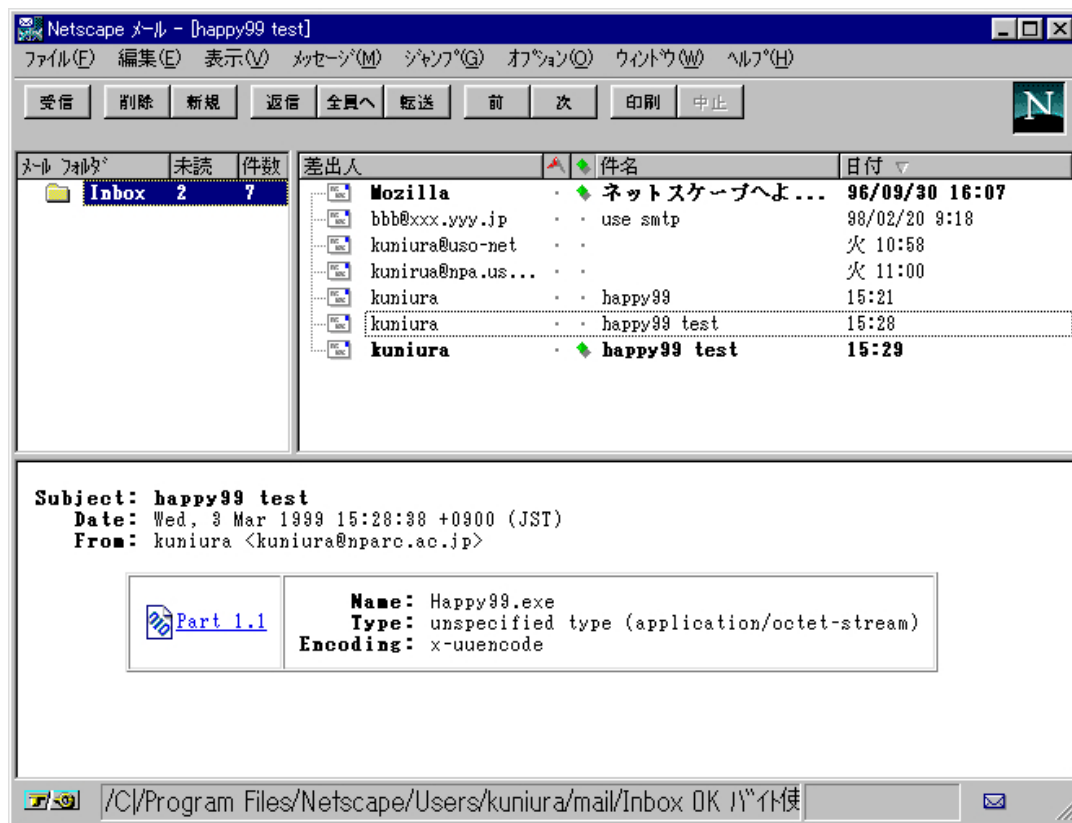 Netscape メール - [happy99 test]
ファイル(F) 編集(E) 表示(V) メッセージ(M) ジャンプ(G) オプション(O) ウィンドウ(W) ヘルプ(H)
受信 削除 新規 返信 全員へ 転送 前 次 印刷 中止
N
メール フォルダ 未読 件数
Inbox 2 7
差出人 件名 日付
Mozilla ネットスケープへよ... 96/09/30 16:07
bbb@xxx.yyy.jp use smtp 98/02/20 9:18
kuniura@uso-net 火 10:58
kunirua@npa.us... 火 11:00
kuniura happy99 15:21
kuniura happy99 test 15:28
kuniura happy99 test 15:29
Subject: happy99 test
Date: Wed, 3 Mar 1999 15:28:38 +0900 (JST)
From: kuniura <kuniura@nparc.ac.jp>
Part 1.1
Name: Happy99.exe
Type: unspecified type (application/octet-stream)
Encoding: x-uuencode
/C|/Program Files/Netscape/Users/kuniura/mail/Inbox OK バイト使